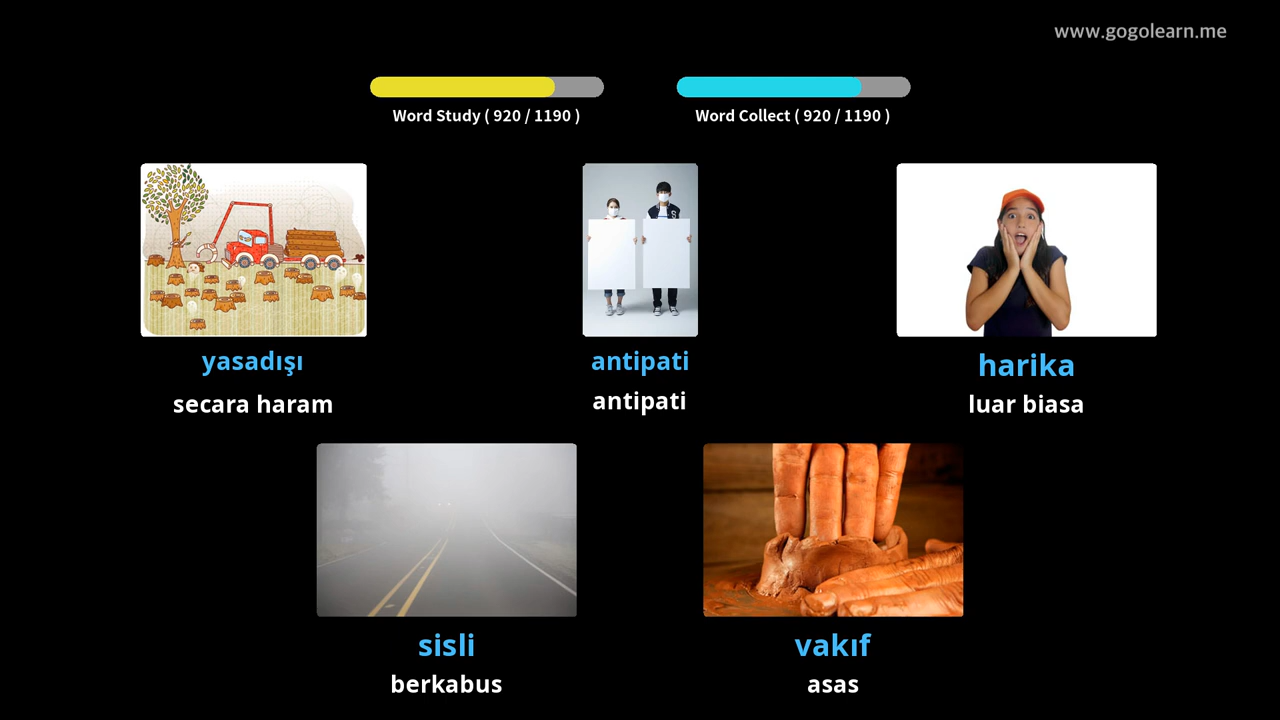 www.gogolearn.me
Word Study ( 920 / 1190 )
Word Collect ( 920 / 1190 )
yasadışı
secara haram
antipati
antipati
harika
luar biasa
sisli
berkabus
vakıf
asas